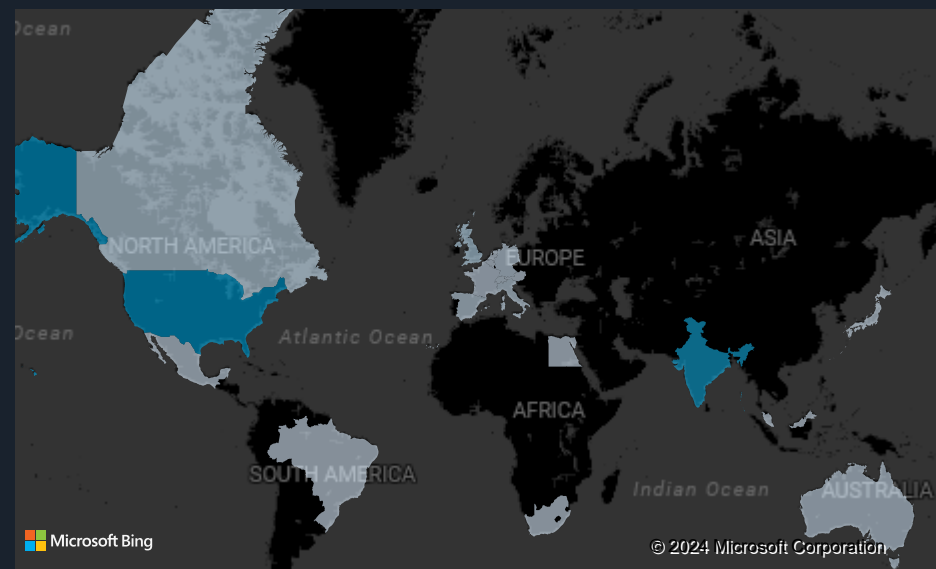 Ocean
NORTH AMERICA
EUROPE
ASIA
Ocean
Atlantic Ocean
AFRICA
SOUTH AMERICA
Indian Ocean
AUSTRALIA
Microsoft Bing
© 2024 Microsoft Corporation